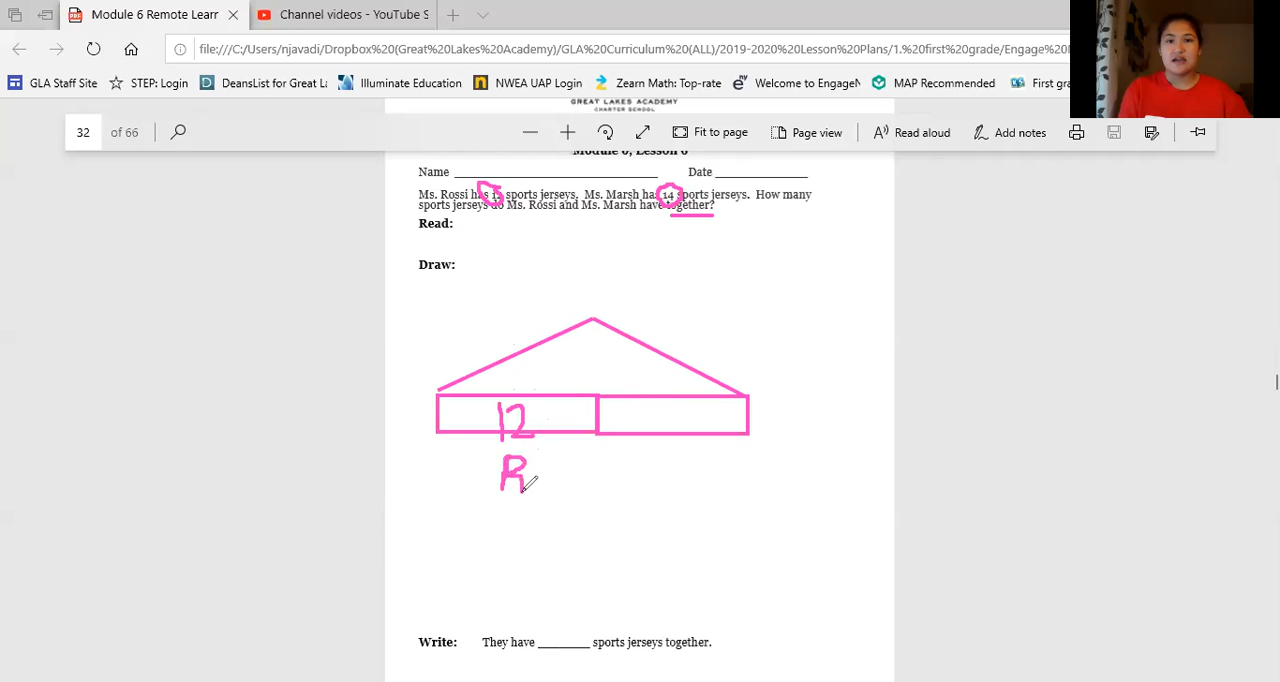 Module 6 Remote Learn
Channel videos - YouTube S
file:///C:/Users/njavadi/Dropbox%20(Great%20Lakes%20Academy)/GLA%20Curriculum%20(ALL)/2019-2020%20Lesson%20Plans/1.%20first%20grade/Engage%
GLA Staff Site
STEP: Login
DeansList for Great L
Illuminate Education
NWEA UAP Login
Zearn Math: Top-rate
Welcome to EngageN
MAP Recommended
First grad
GREAT LAKES ACADEMY
CHARTER SCHOOL
32 of 66
Fit to page
Page view
Read aloud
Add notes
Module 6, Lesson 6
Name Date
Ms. Rossi has 12 sports jerseys. Ms. Marsh has 14 sports jerseys. How many
sports jerseys do Ms. Rossi and Ms. Marsh have together?
Read:
Draw:
12
R
Write: They have ________ sports jerseys together.